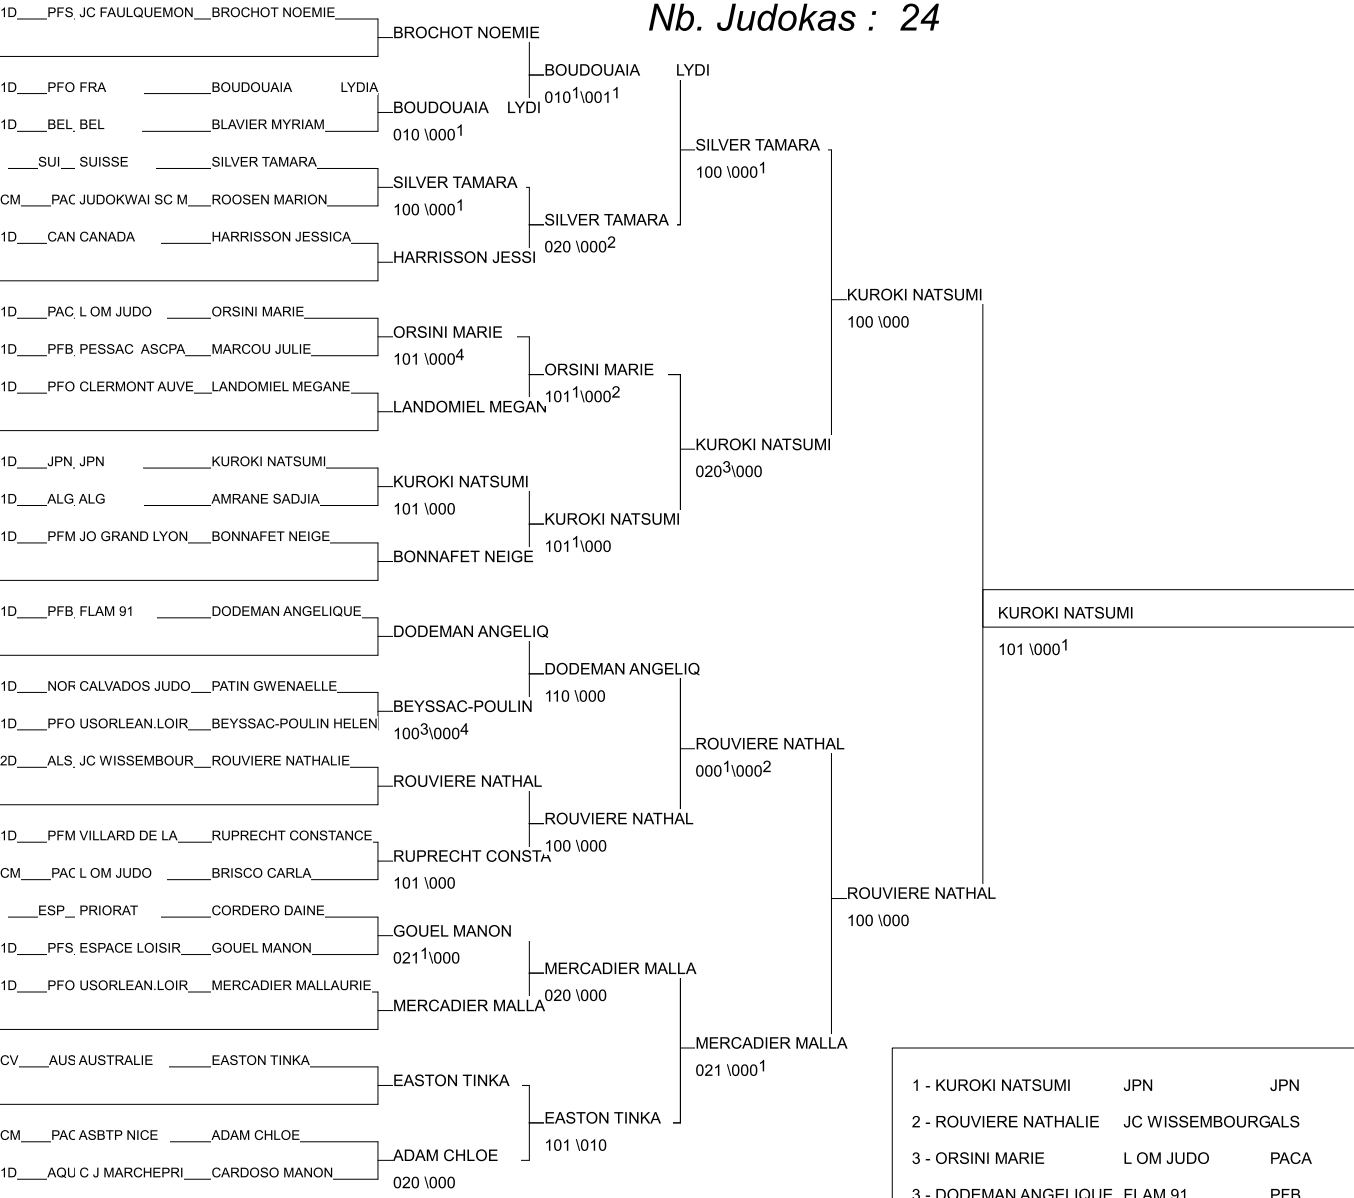 Nb. Judokas : 24
1D PFS JC FAULQUEMON BROCHOT NOEMIE
BROCHOT NOEMIE
BOUDOUAIA LYDI
010¹\001¹
1D PFO FRA BOUDOUAIA LYDIA
BOUDOUAIA LYDI
010 \000¹
1D BEL BEL BLAVIER MYRIAM
SILVER TAMARA
100 \000¹
SUI SUISSE SILVER TAMARA
SILVER TAMARA
100 \000¹
CM PAC JUDOKWAI SC M ROOSEN MARION
SILVER TAMARA
020 \000²
1D CAN CANADA HARRISSON JESSICA
HARRISSON JESSI
KUROKI NATSUMI
100 \000
1D PAC L OM JUDO ORSINI MARIE
ORSINI MARIE
101 \000⁴
1D PFB PESSAC ASCPA MARCOU JULIE
ORSINI MARIE
101¹\000²
1D PFO CLERMONT AUVE LANDOMIEL MEGANE
LANDOMIEL MEGAN
KUROKI NATSUMI
020³\000
1D JPN JPN KUROKI NATSUMI
KUROKI NATSUMI
101 \000
1D ALG ALG AMRANE SADJIA
KUROKI NATSUMI
101¹\000
1D PFM JO GRAND LYON BONNAFET NEIGE
BONNAFET NEIGE
1D PFB FLAM 91 DODEMAN ANGELIQUE
KUROKI NATSUMI
101 \000¹
DODEMAN ANGELIQ
DODEMAN ANGELIQ
110 \000
1D NOR CALVADOS JUDO PATIN GWENAELLE
BEYSSAC-POULIN
100³\000⁴
1D PFO USORLEAN.LOIR BEYSSAC-POULIN HELEN
ROUVIERE NATHAL
000¹\000²
2D ALS JC WISSEMBOUR ROUVIERE NATHALIE
ROUVIERE NATHAL
ROUVIERE NATHAL
100 \000
1D PFM VILLARD DE LA RUPRECHT CONSTANCE
RUPRECHT CONSTA
101 \000
CM PAC L OM JUDO BRISCO CARLA
ROUVIERE NATHAL
100 \000
ESP PRIORAT CORDERO DAINE
GOUEL MANON
021¹\000
1D PFS ESPACE LOISIR GOUEL MANON
MERCADIER MALLA
020 \000
1D PFO USORLEAN.LOIR MERCADIER MALLAURIE
MERCADIER MALLA
MERCADIER MALLA
021 \000¹
CV AUS AUSTRALIE EASTON TINKA
EASTON TINKA
EASTON TINKA
101 \010
CM PAC ASBTP NICE ADAM CHLOE
ADAM CHLOE
020 \000
1D AQU C J MARCHEPRI CARDOSO MANON
1 - KUROKI NATSUMI JPN JPN
2 - ROUVIERE NATHALIE JC WISSEMBOURGALS
3 - ORSINI MARIE L OM JUDO PACA
3 - DODEMAN ANGELIQUE FLAM 91 PFB